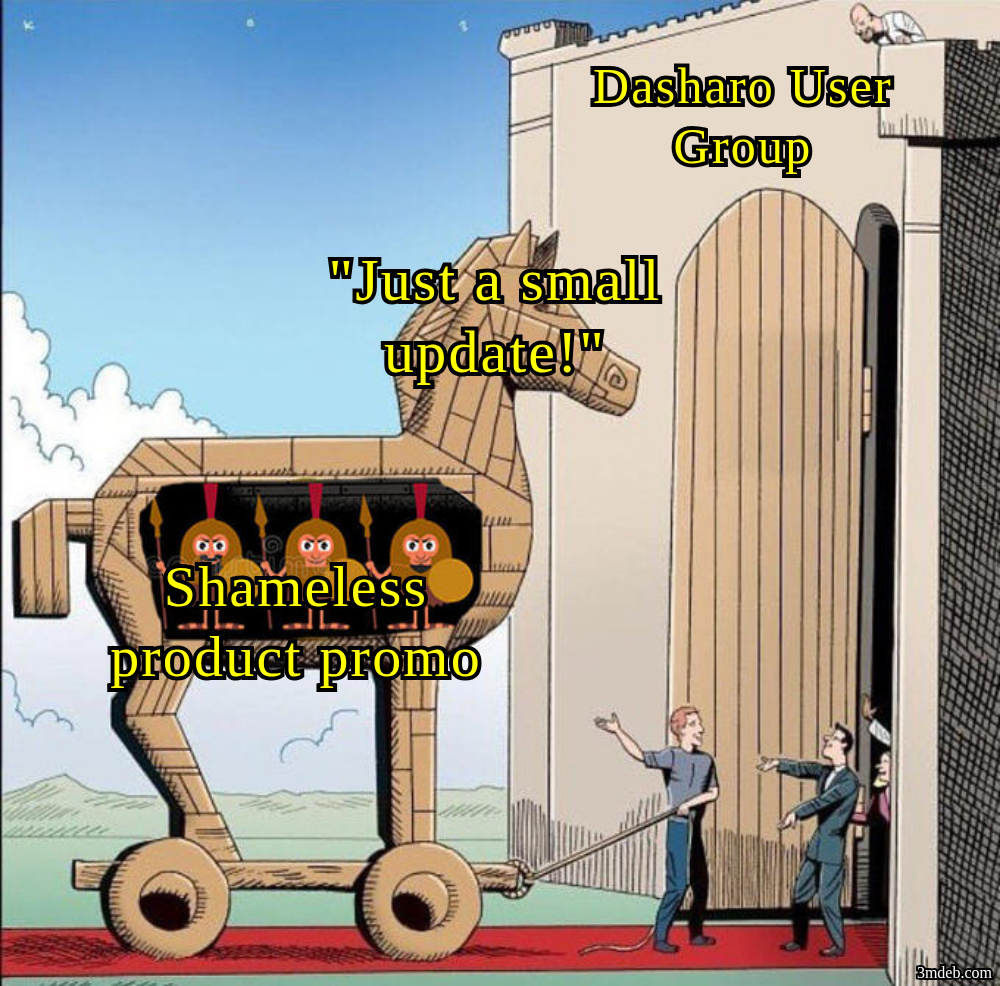 Dasharo User
Group
"Just a small
update!"
Shameless
product promo
3mdeb.com